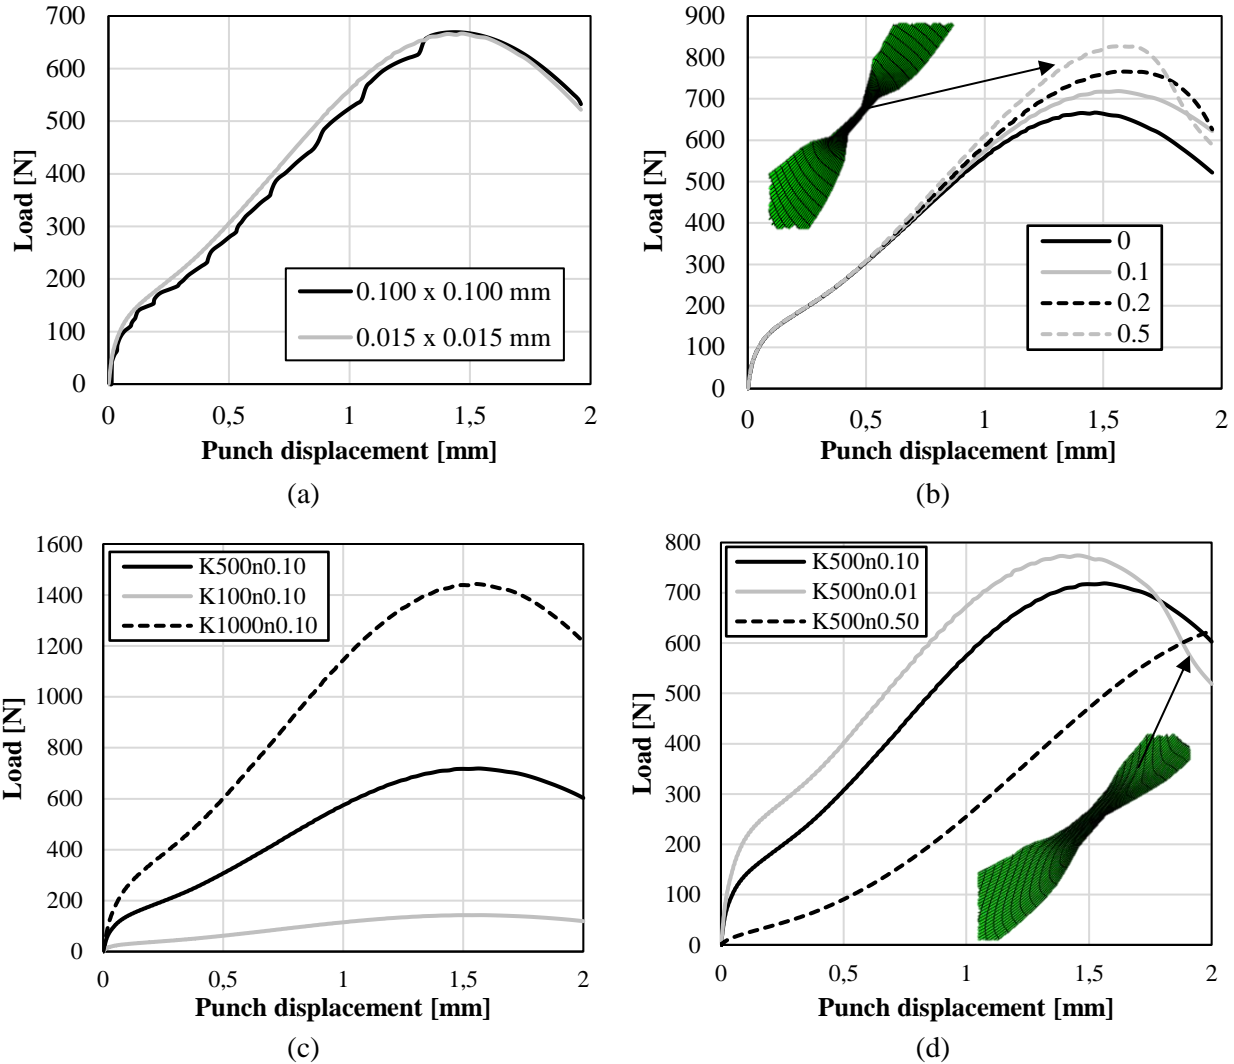 700
600
500
400
300
200
100
0
Load [N]
0.100 x 0.100 mm
0.015 x 0.015 mm
0 0,5 1 1,5 2
Punch displacement [mm]
(a)
900
800
700
600
500
400
300
200
100
0
Load [N]
0
0.1
0.2
0.5
0 0,5 1 1,5 2
Punch displacement [mm]
(b)
1600
1400
1200
1000
800
600
400
200
0
Load [N]
K500n0.10
K100n0.10
K1000n0.10
0 0,5 1 1,5 2
Punch displacement [mm]
(c)
800
700
600
500
400
300
200
100
0
Load [N]
K500n0.10
K500n0.01
K500n0.50
0 0,5 1 1,5 2
Punch displacement [mm]
(d)